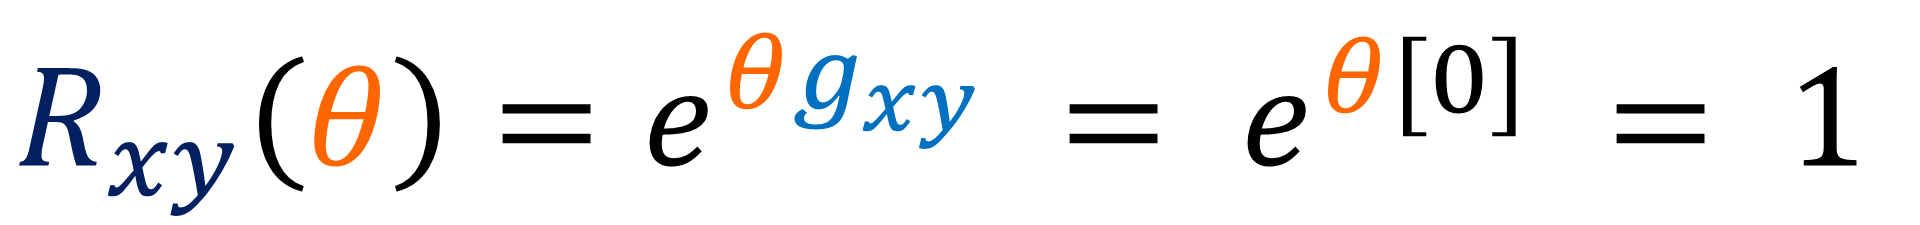 R_{xy}(θ) = e^{θ g_{xy}} = e^{θ[0]} = 1